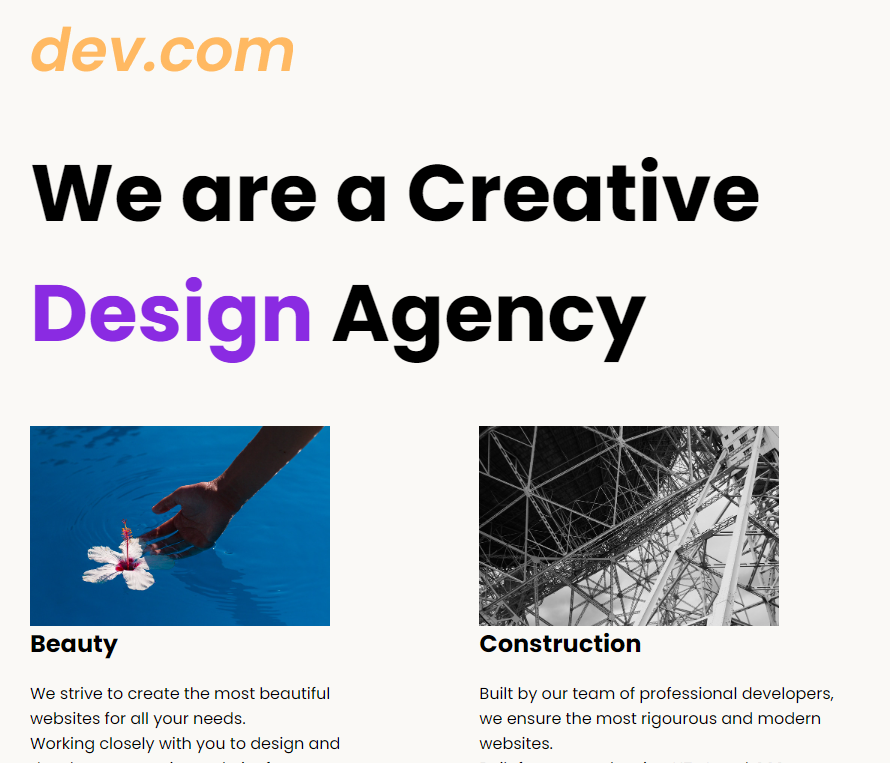 dev.com
We are a Creative
Design Agency
Beauty
We strive to create the most beautiful
websites for all your needs.
Working closely with you to design and
Construction
Built by our team of professional developers,
we ensure the most rigourous and modern
websites.